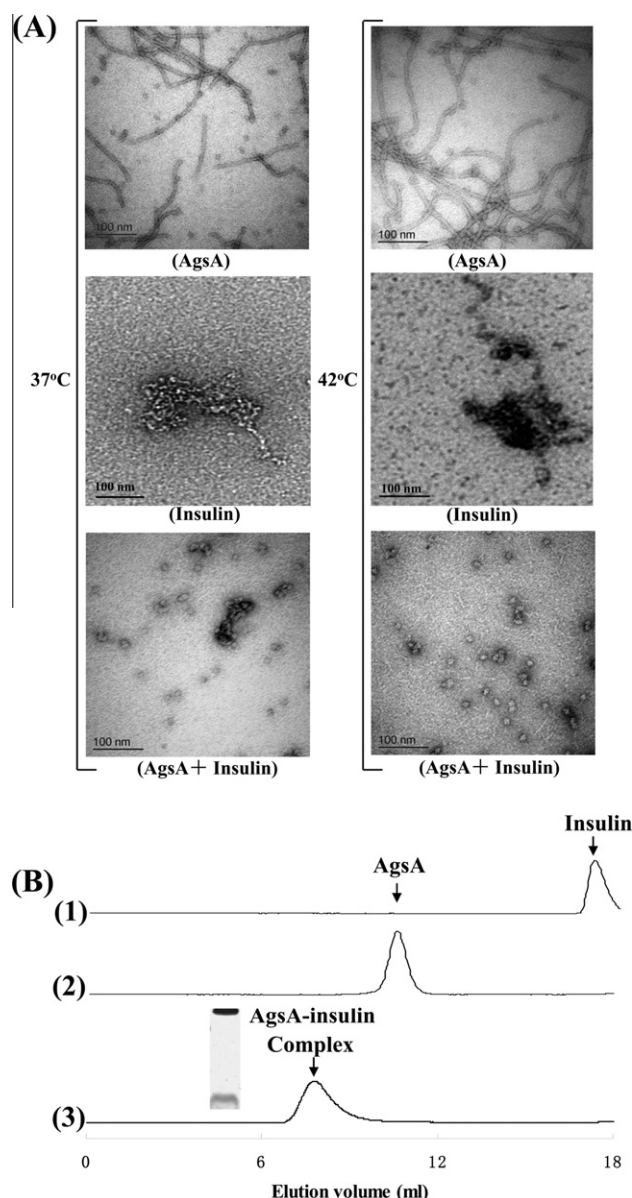 (A)
100 nm
100 nm
(AgsA)
(AgsA)
37°C
42°C
100 nm
100 nm
(Insulin)
(Insulin)
100 nm
100 nm
(AgsA+ Insulin)
(AgsA+ Insulin)
(B)
Insulin
AgsA
(1)
(2)
AgsA-insulin
Complex
(3)
0 6 12 18
Elution volume (ml)